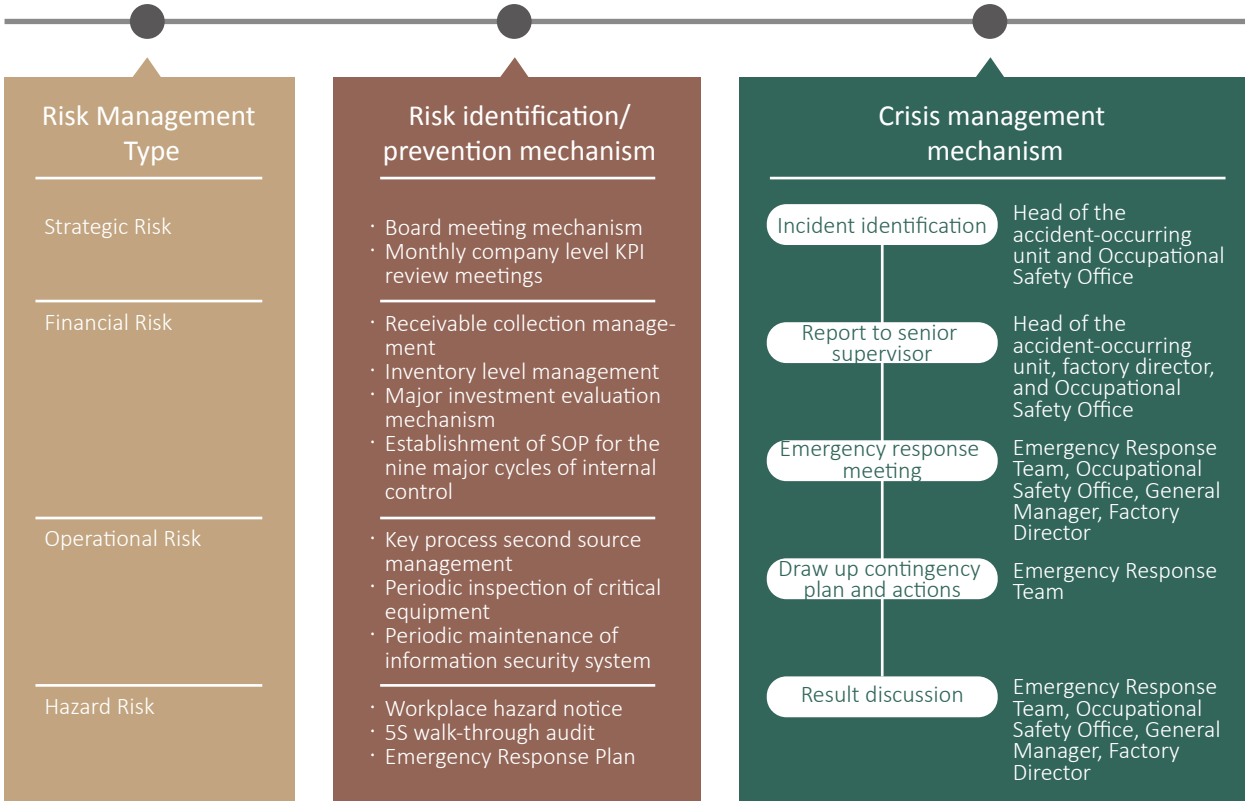 Risk Management
Type
Strategic Risk
Financial Risk
Operational Risk
Hazard Risk
Risk identification/
prevention mechanism
· Board meeting mechanism
· Monthly company level KPI
review meetings
· Receivable collection manage-
ment
· Inventory level management
· Major investment evaluation
mechanism
· Establishment of SOP for the
nine major cycles of internal
control
· Key process second source
management
· Periodic inspection of critical
equipment
· Periodic maintenance of
information security system
· Workplace hazard notice
· 5S walk-through audit
· Emergency Response Plan
Crisis management
mechanism
Incident identification
Head of the
accident-occurring
unit and Occupational
Safety Office
Report to senior
supervisor
Head of the
accident-occurring
unit, factory director,
and Occupational
Safety Office
Emergency response
meeting
Emergency Response
Team, Occupational
Safety Office, General
Manager, Factory
Director
Draw up contingency
plan and actions
Emergency Response
Team
Result discussion
Emergency Response
Team, Occupational
Safety Office, General
Manager, Factory
Director